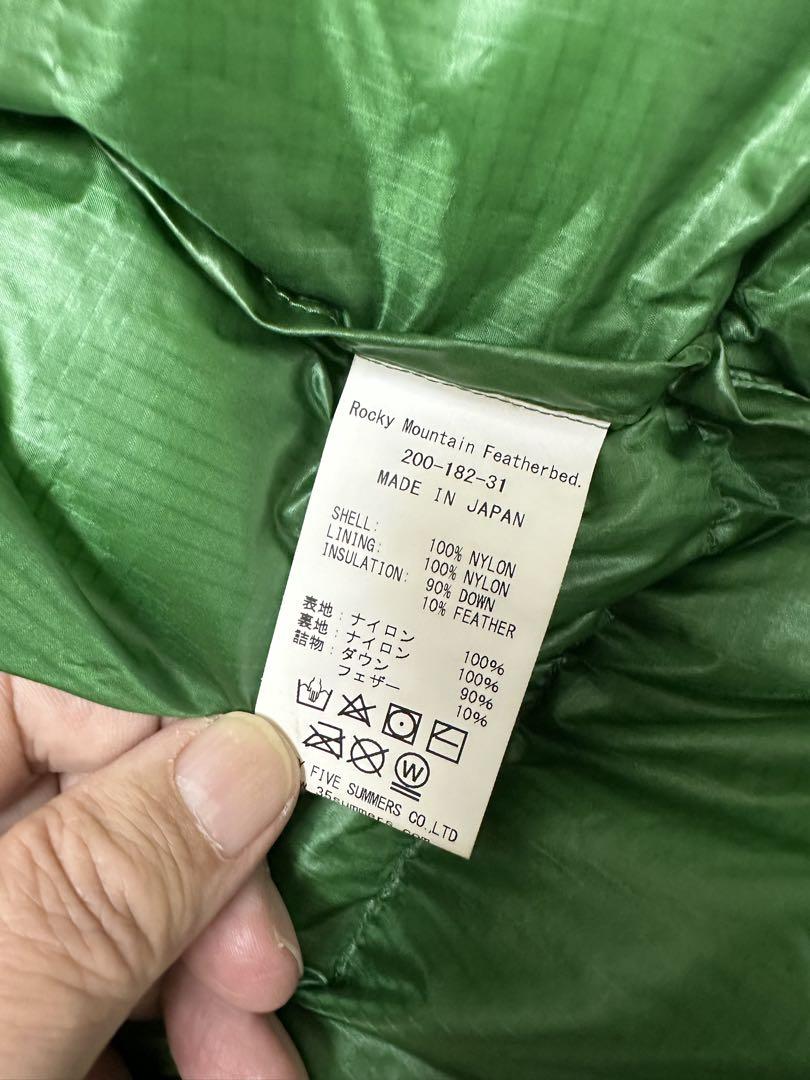 Rocky Mountain Featherbed.
200-182-31
MADE IN JAPAN
SHELL: 100% NYLON
LINING: 100% NYLON
INSULATION: 90% DOWN
10% FEATHER
表地：ナイロン 100%
裏地：ナイロン 100%
詰物：ダウン 90%
フェザー 10%
W
FIVE SUMMERS CO.,LTD
35summers.com